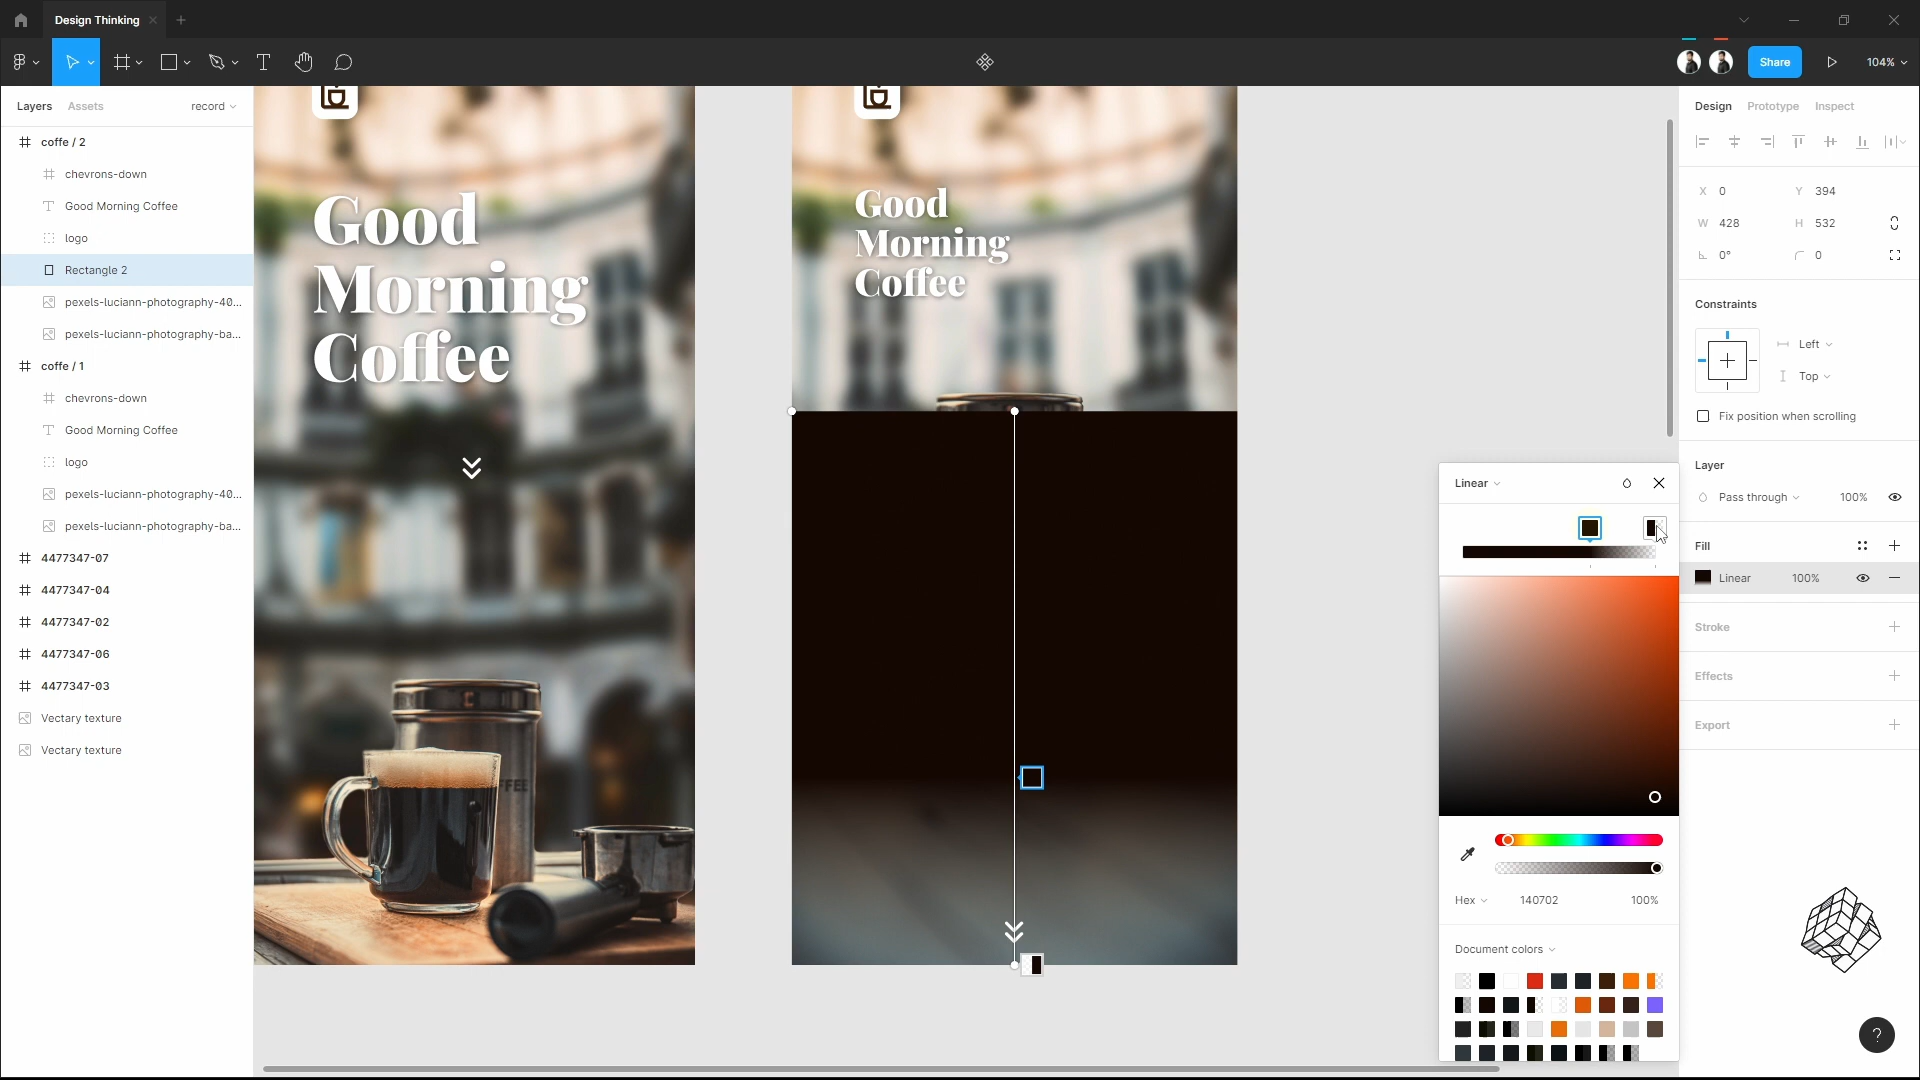 Design Thinking
Share
104%
Layers
Assets
record
Design
Prototype
Inspect
coffe / 2
chevrons-down
Good Morning Coffee
logo
Rectangle 2
pexels-luciann-photography-40...
pexels-luciann-photography-ba...
coffe / 1
chevrons-down
Good Morning Coffee
logo
pexels-luciann-photography-40...
pexels-luciann-photography-ba...
4477347-07
4477347-04
4477347-02
4477347-06
4477347-03
Vectary texture
Vectary texture
Good
Morning
Coffee
FFEE
Good
Morning
Coffee
Linear
Hex
140702
100%
Document colors
X 0
Y 394
W 428
H 532
0°
0
Constraints
Left
Top
Fix position when scrolling
Layer
Pass through
100%
Fill
Linear
100%
Stroke
Effects
Export
?